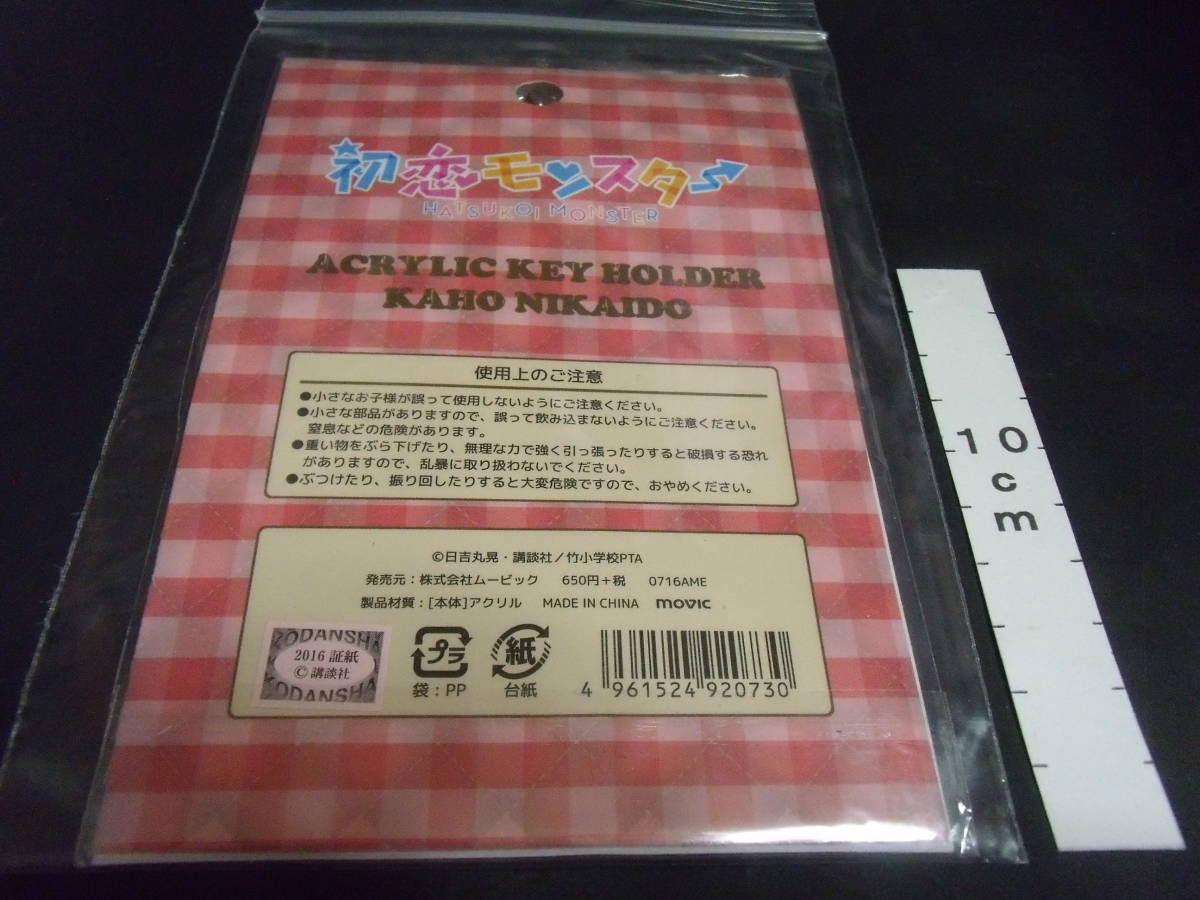 初恋モンスター
HATSUKOI MONSTER
ACRYLIC KEY HOLDER
KAHO NIKAIDO
使用上のご注意
●小さなお子様が誤って使用しないようにご注意ください。
●小さな部品がありますので、誤って飲み込まないようにご注意ください。
窒息などの危険があります。
●重い物をぶら下げたり、無理な力で強く引っ張ったりすると破損する恐れ
がありますので、乱暴に取り扱わないでください。
●ぶつけたり、振り回したりすると大変危険ですので、おやめください。
©日吉丸晃・講談社／竹小学校PTA
発売元：株式会社ムービック 650円+税 0716AME
製品材質：[本体]アクリル MADE IN CHINA movic
KODANSHA
2016 証紙
©講談社
KODANSHA
プラ
袋：PP
紙
台紙
4 961524 920730
10
cm